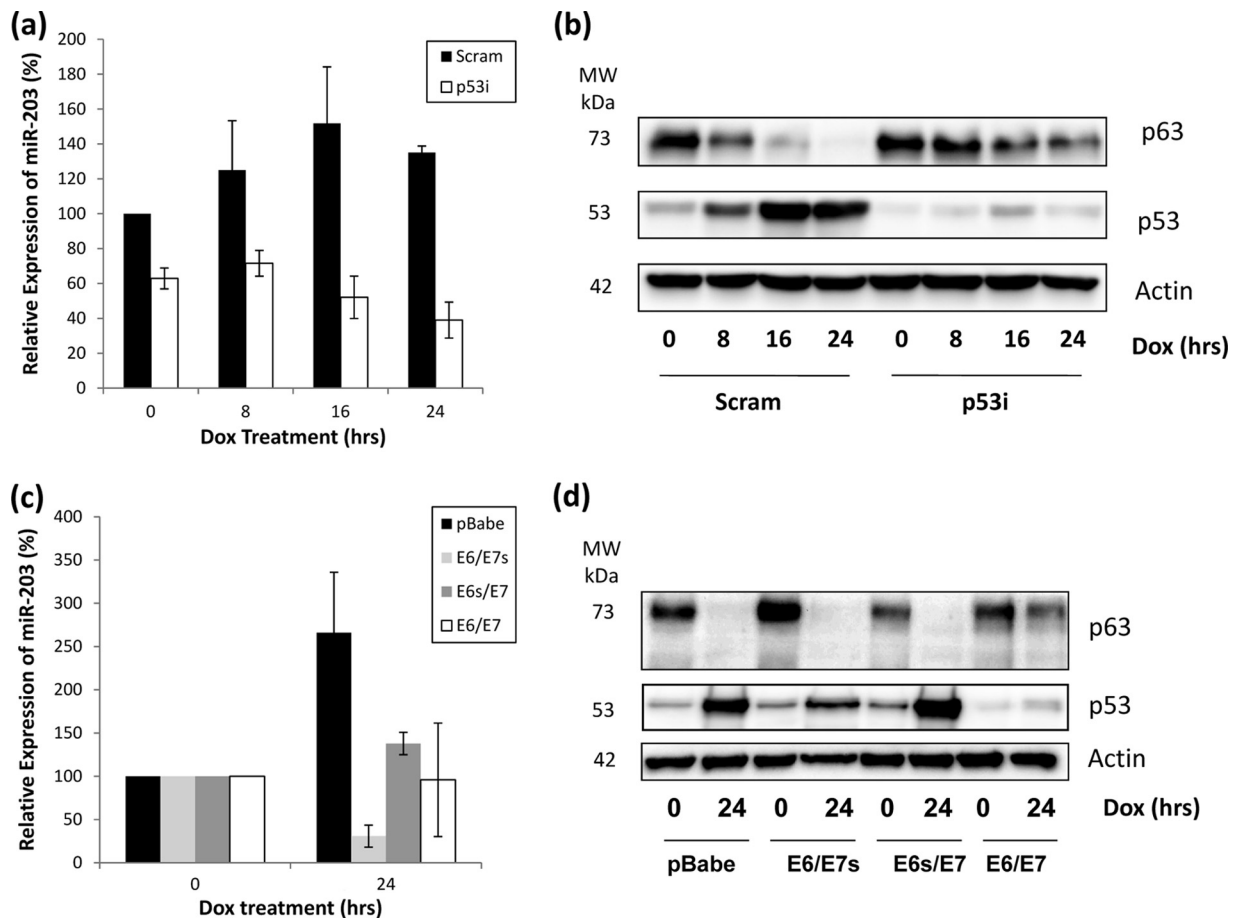 (a)
Relative Expression of miR-203 (%)
200
180
160
140
120
100
80
60
40
20
0
Scram
p53i
0 8 16 24
Dox Treatment (hrs)
(b)
MW
kDa
73
p63
53
p53
42
Actin
0 8 16 24 0 8 16 24 Dox (hrs)
Scram p53i
(c)
Relative Expression of miR-203 (%)
400
350
300
250
200
150
100
50
0
pBabe
E6/E7s
E6s/E7
E6/E7
0 24
Dox treatment (hrs)
(d)
MW
kDa
73
p63
53
p53
42
Actin
0 24 0 24 0 24 0 24 Dox (hrs)
pBabe E6/E7s E6s/E7 E6/E7